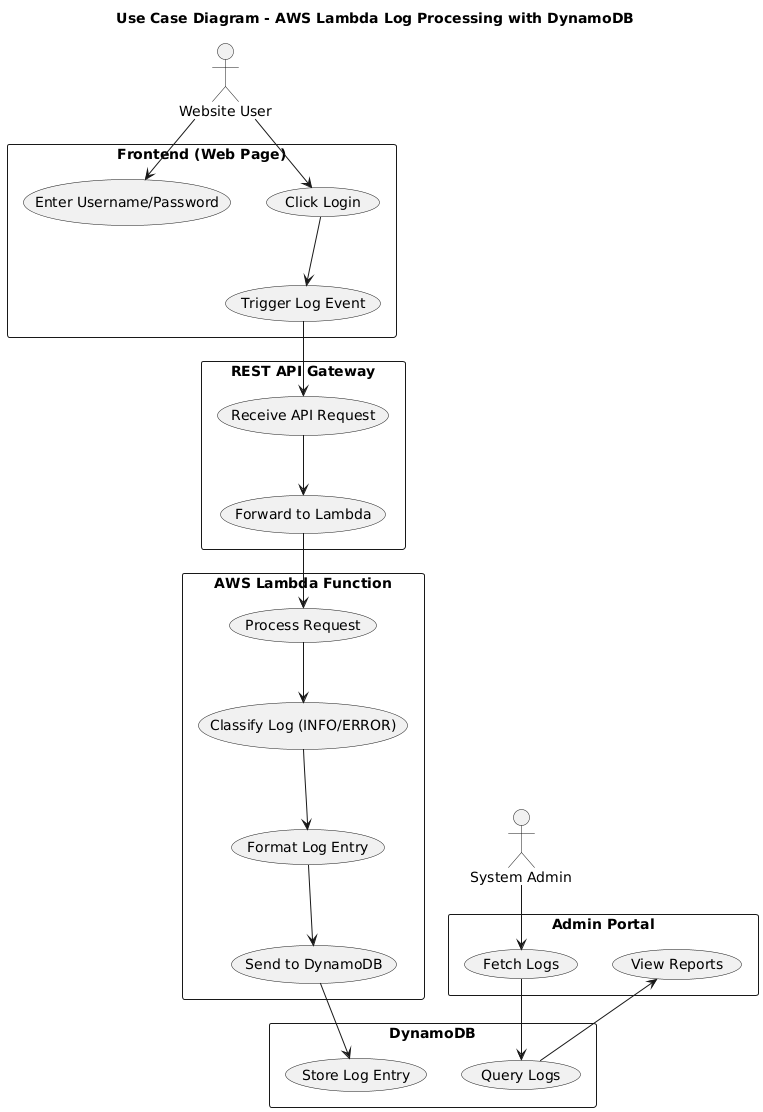 Use Case Diagram - AWS Lambda Log Processing with DynamoDB
Website User
Frontend (Web Page)
Enter Username/Password
Click Login
Trigger Log Event
REST API Gateway
Receive API Request
Forward to Lambda
AWS Lambda Function
Process Request
Classify Log (INFO/ERROR)
Format Log Entry
System Admin
Admin Portal
Send to DynamoDB
Fetch Logs
View Reports
DynamoDB
Store Log Entry
Query Logs